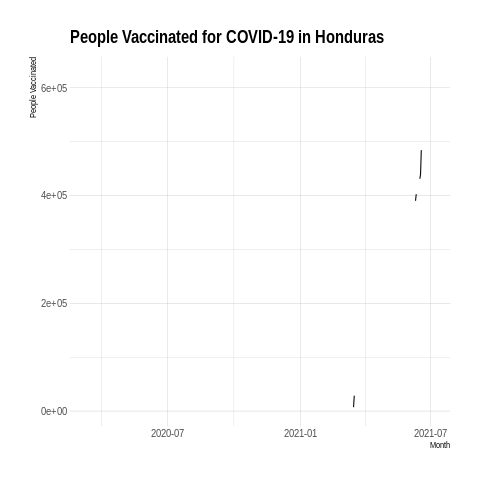 People Vaccinated for COVID-19 in Honduras
People Vaccinated
6e+05
4e+05
2e+05
0e+00
2020-07
2021-01
2021-07
Month